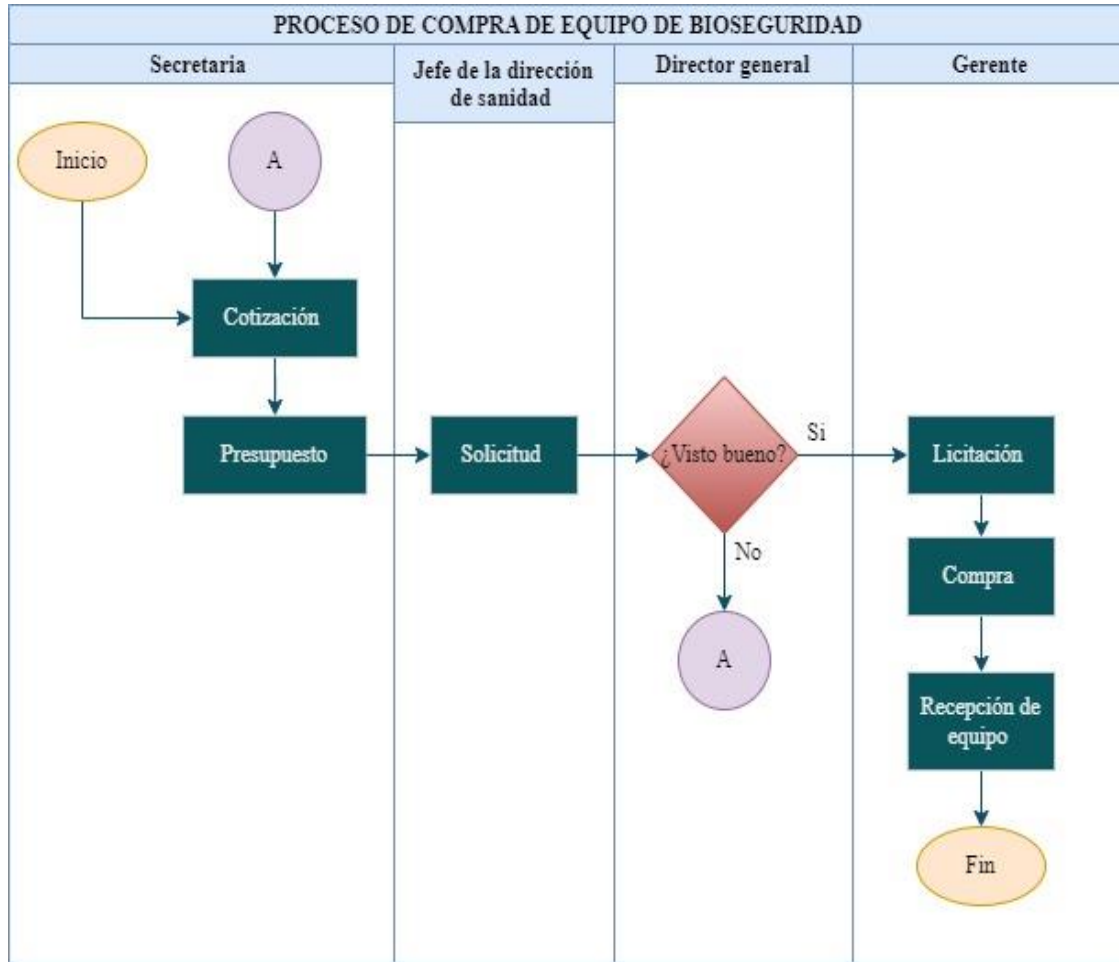 PROCESO DE COMPRA DE EQUIPO DE BIOSEGURIDAD
Secretaria
Jefe de la dirección
de sanidad
Director general
Gerente
Inicio
A
Cotización
Presupuesto
Solicitud
¿Visto bueno?
Si
No
A
Licitación
Compra
Recepción de
equipo
Fin